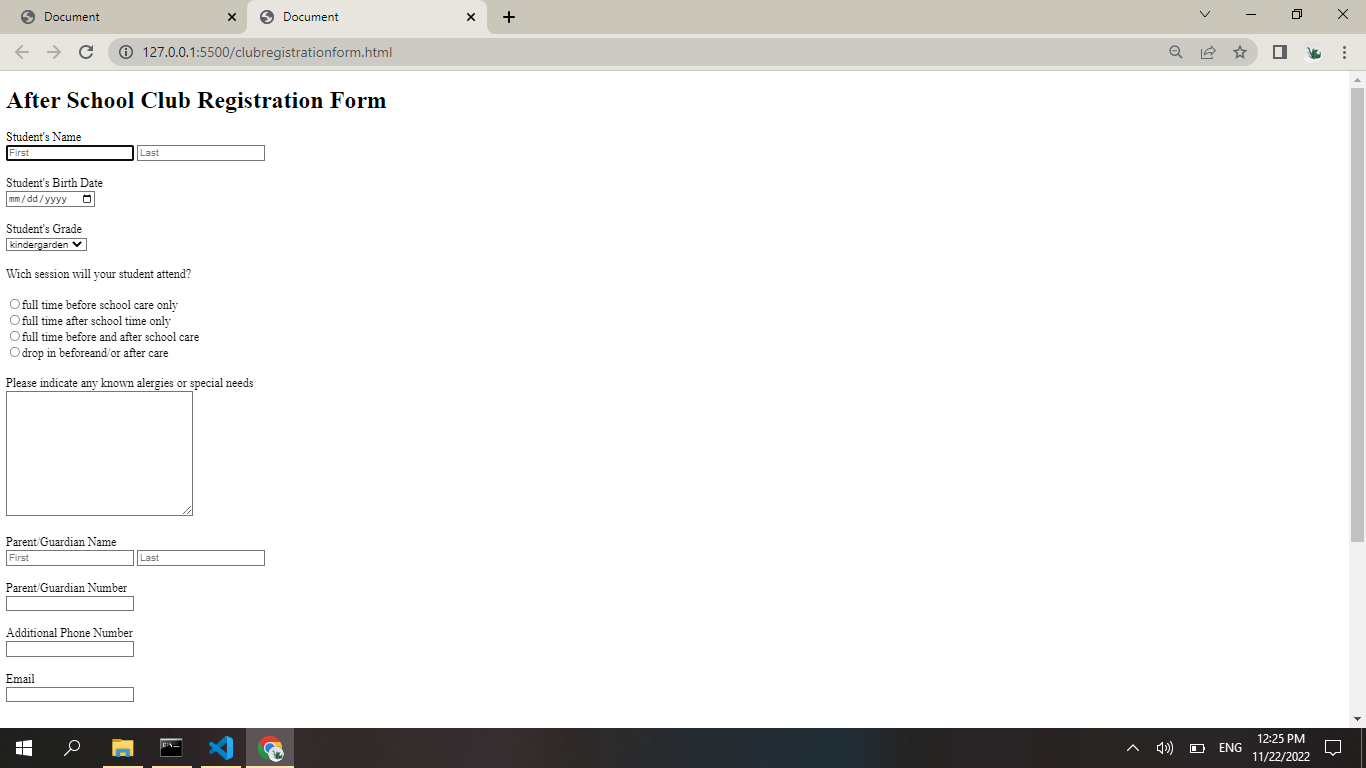 Document
Document
127.0.0.1:5500/clubregistrationform.html
After School Club Registration Form
Student's Name
First Last
Student's Birth Date
mm/dd/yyyy
Student's Grade
kindergarden
Wich session will your student attend?
full time before school care only
full time after school time only
full time before and after school care
drop in beforeand/or after care
Please indicate any known alergies or special needs
Parent/Guardian Name
First Last
Parent/Guardian Number
Additional Phone Number
Email
ENG
12:25 PM
11/22/2022